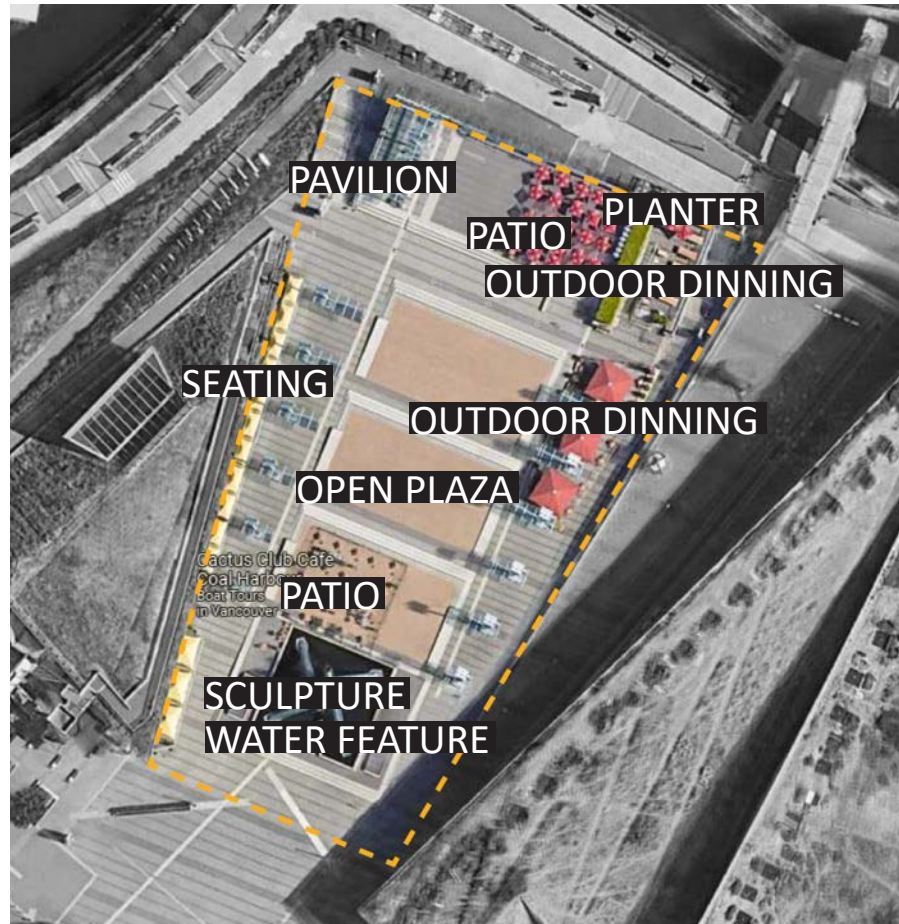 PAVILION
PLANTER
PATIO
OUTDOOR DINNING
SEATING
OUTDOOR DINNING
OPEN PLAZA
Cactus Club Cafe
Coal Harbour
Boat Tours
in Vancouver
PATIO
SCULPTURE
WATER FEATURE